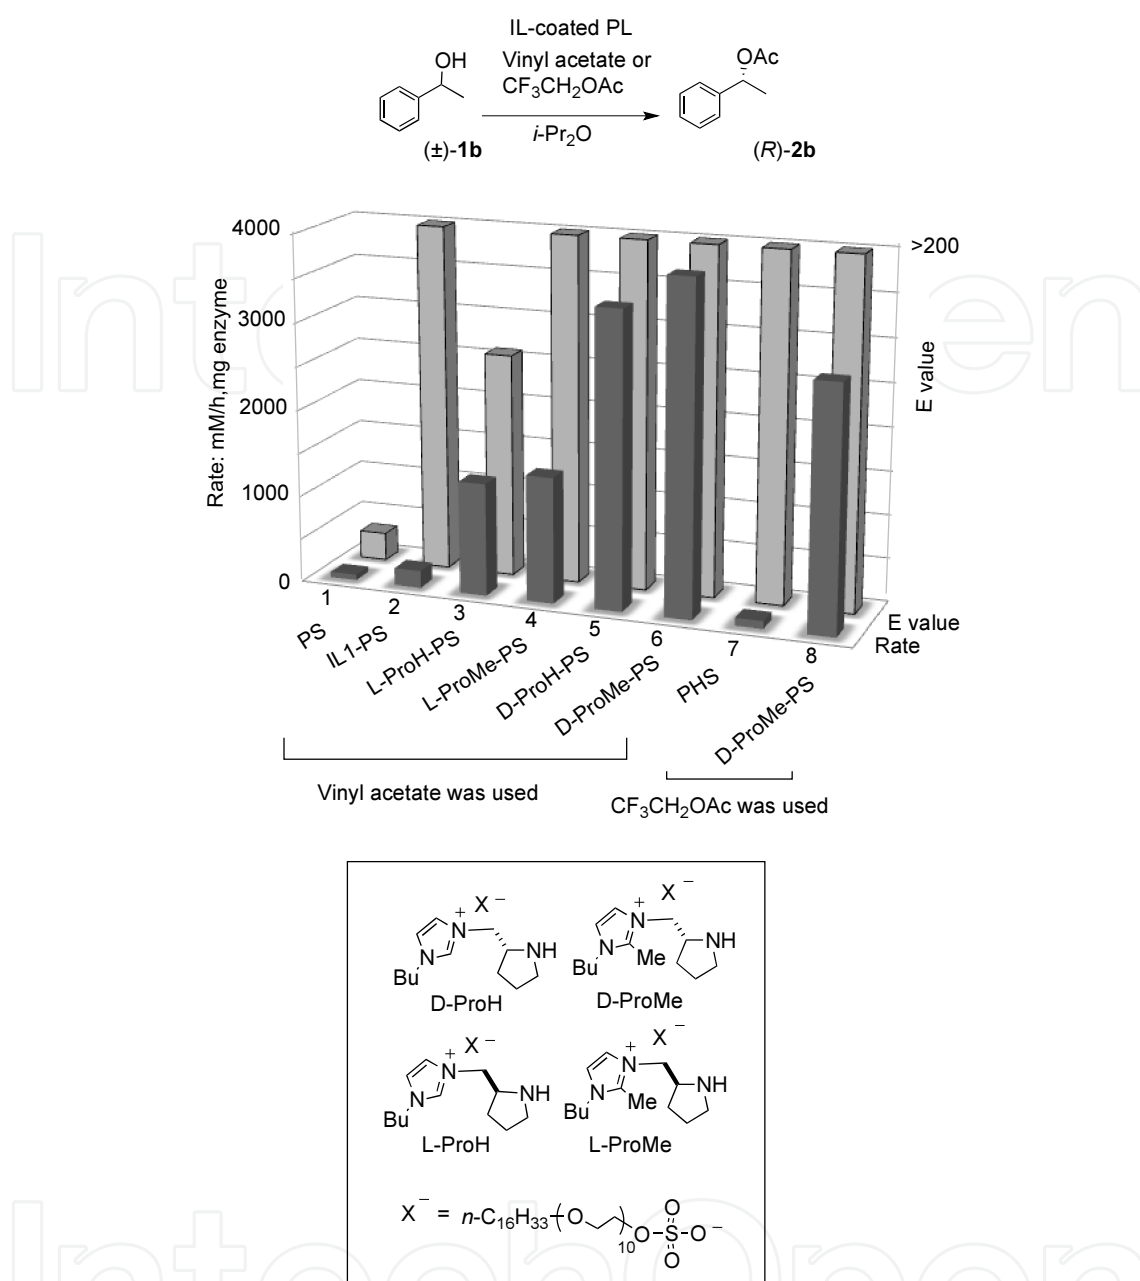 IL-coated PL
OH
Vinyl acetate or
OAc
CF₃CH₂OAc
i-Pr₂O
(±)-1b
(R)-2b
4000
>200
3000
2000
1000
0
Rate: mM/h,mg enzyme
E value
1
2
3
4
5
6
7
8
E value
Rate
PS
IL1-PS
L-ProH-PS
L-ProMe-PS
D-ProH-PS
D-ProMe-PS
PHS
D-ProMe-PS
Vinyl acetate was used
CF₃CH₂OAc was used
X⁻
+
N
NH
N
Bu
D-ProH
X⁻
+
N
NH
N
Me
Bu
D-ProMe
X⁻
+
N
NH
N
Bu
L-ProH
X⁻
+
N
NH
N
Me
Bu
L-ProMe
X⁻ = n-C₁₆H₃₃(O)₁₀O-S-O⁻
O
O
IntechOpen
IntechOpen